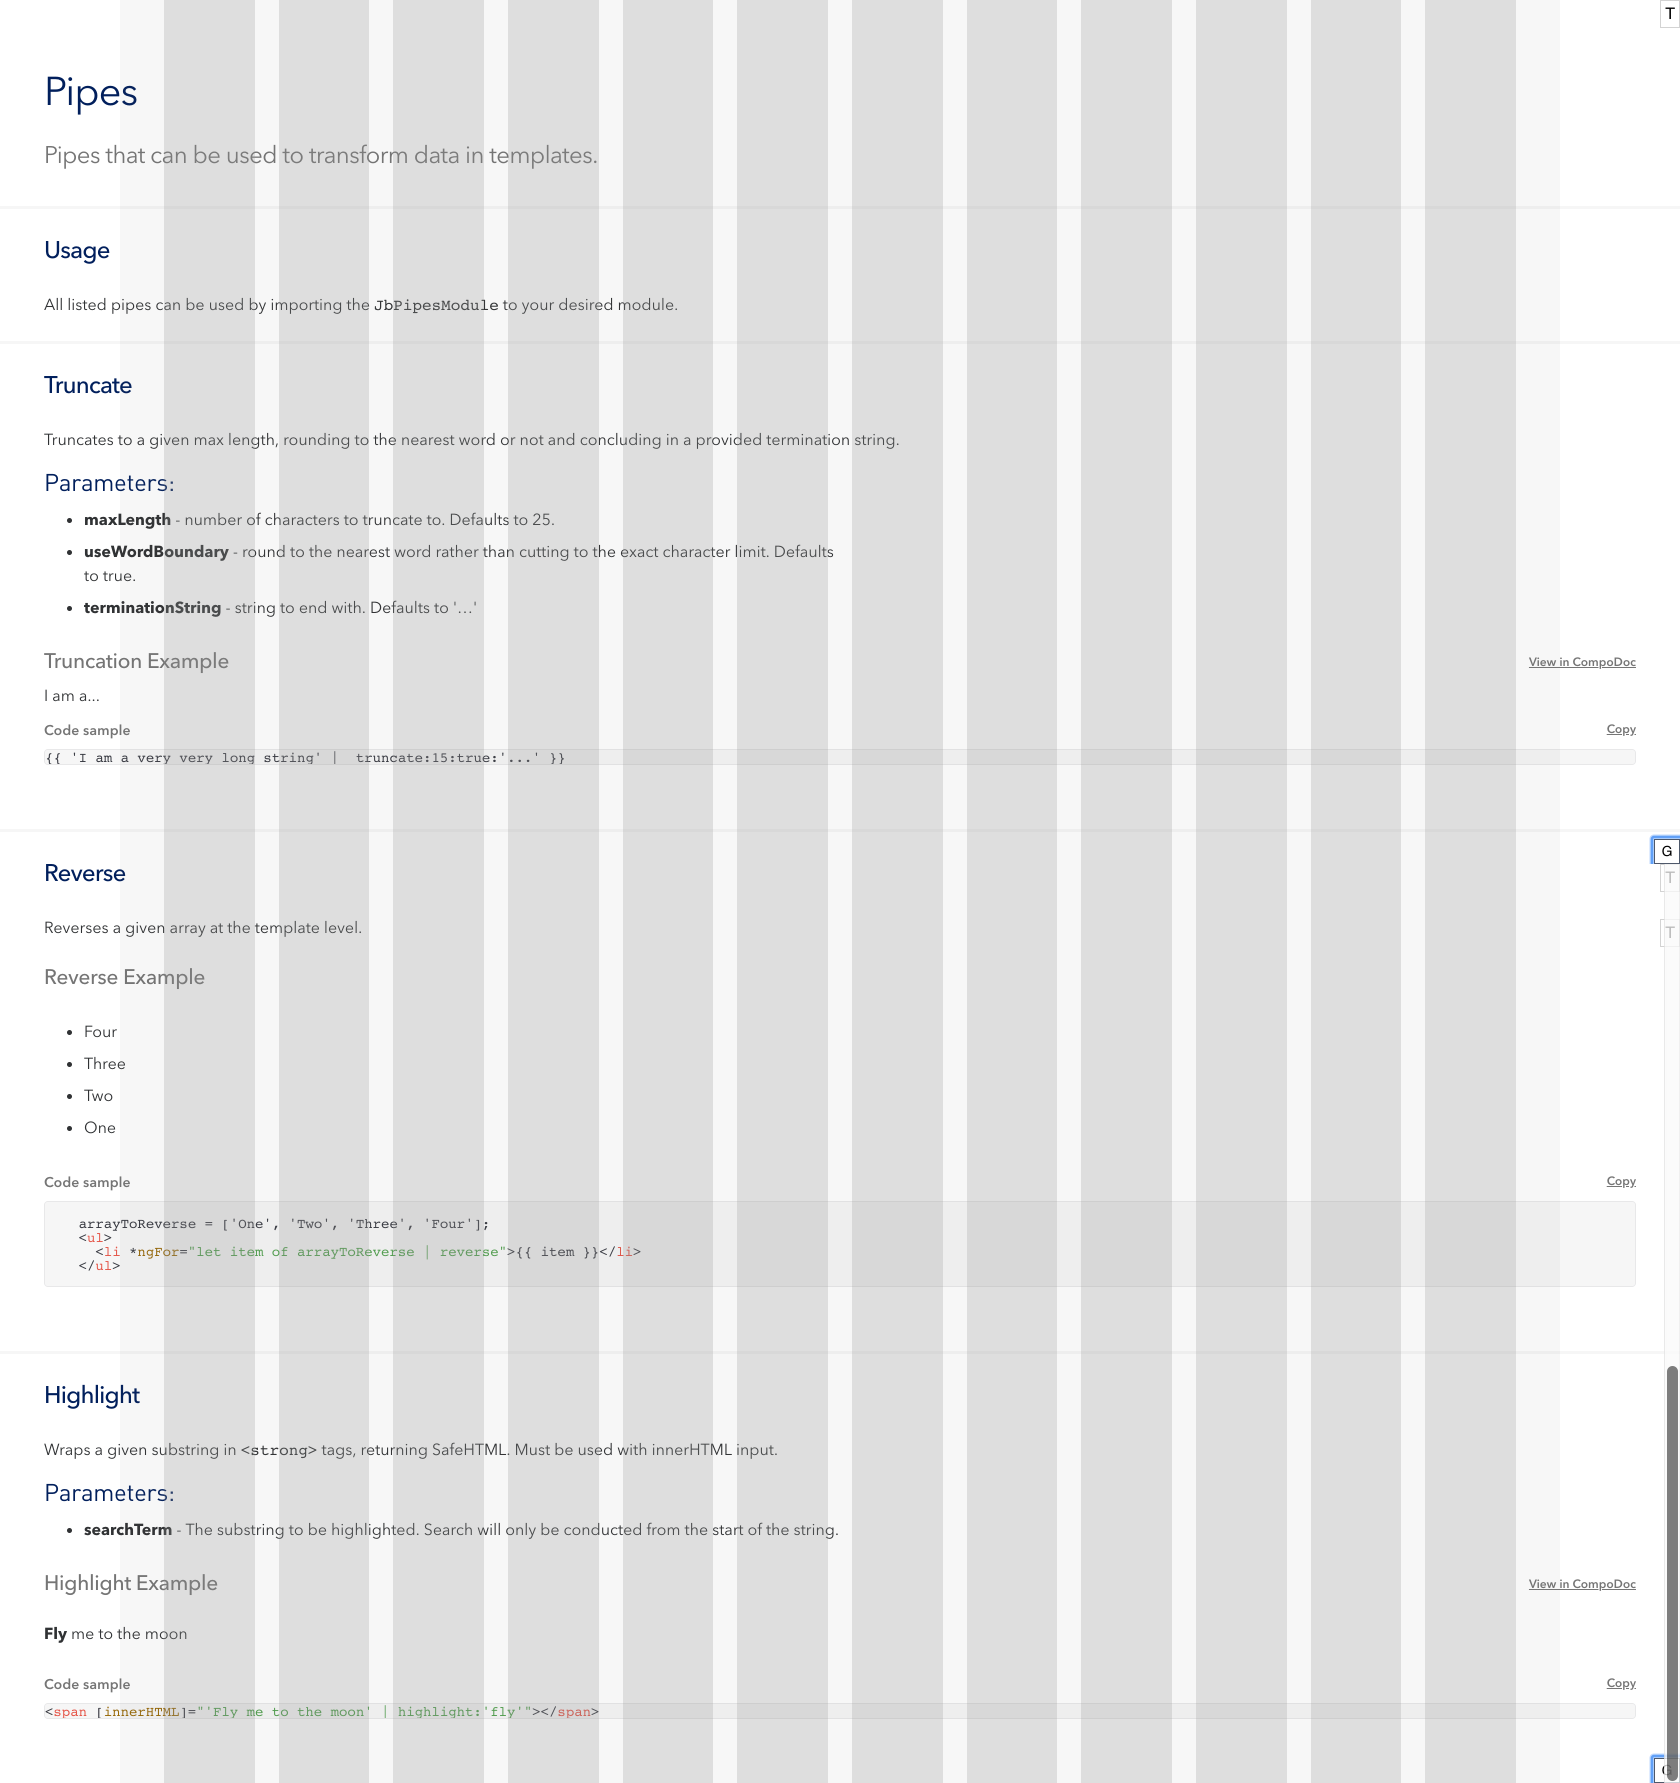 T
Pipes
Pipes that can be used to transform data in templates.
Usage
All listed pipes can be used by importing the JbPipesModule to your desired module.
Truncate
Truncates to a given max length, rounding to the nearest word or not and concluding in a provided termination string.
Parameters:
• maxLength - number of characters to truncate to. Defaults to 25.
• useWordBoundary - round to the nearest word rather than cutting to the exact character limit. Defaults
to true.
• terminationString - string to end with. Defaults to '…'
Truncation Example View in CompoDoc
I am a...
Code sample Copy
{{ 'I am a very very long string' |  truncate:15:true:'...' }}
G
Reverse
T
Reverses a given array at the template level.
T
Reverse Example
• Four
• Three
• Two
• One
Code sample Copy
arrayToReverse = ['One', 'Two', 'Three', 'Four'];
<ul>
  <li *ngFor="let item of arrayToReverse | reverse">{{ item }}</li>
</ul>
Highlight
Wraps a given substring in <strong> tags, returning SafeHTML. Must be used with innerHTML input.
Parameters:
• searchTerm - The substring to be highlighted. Search will only be conducted from the start of the string.
Highlight Example View in CompoDoc
Fly me to the moon
Code sample Copy
<span [innerHTML]="'Fly me to the moon' | highlight:'fly'"></span>
G